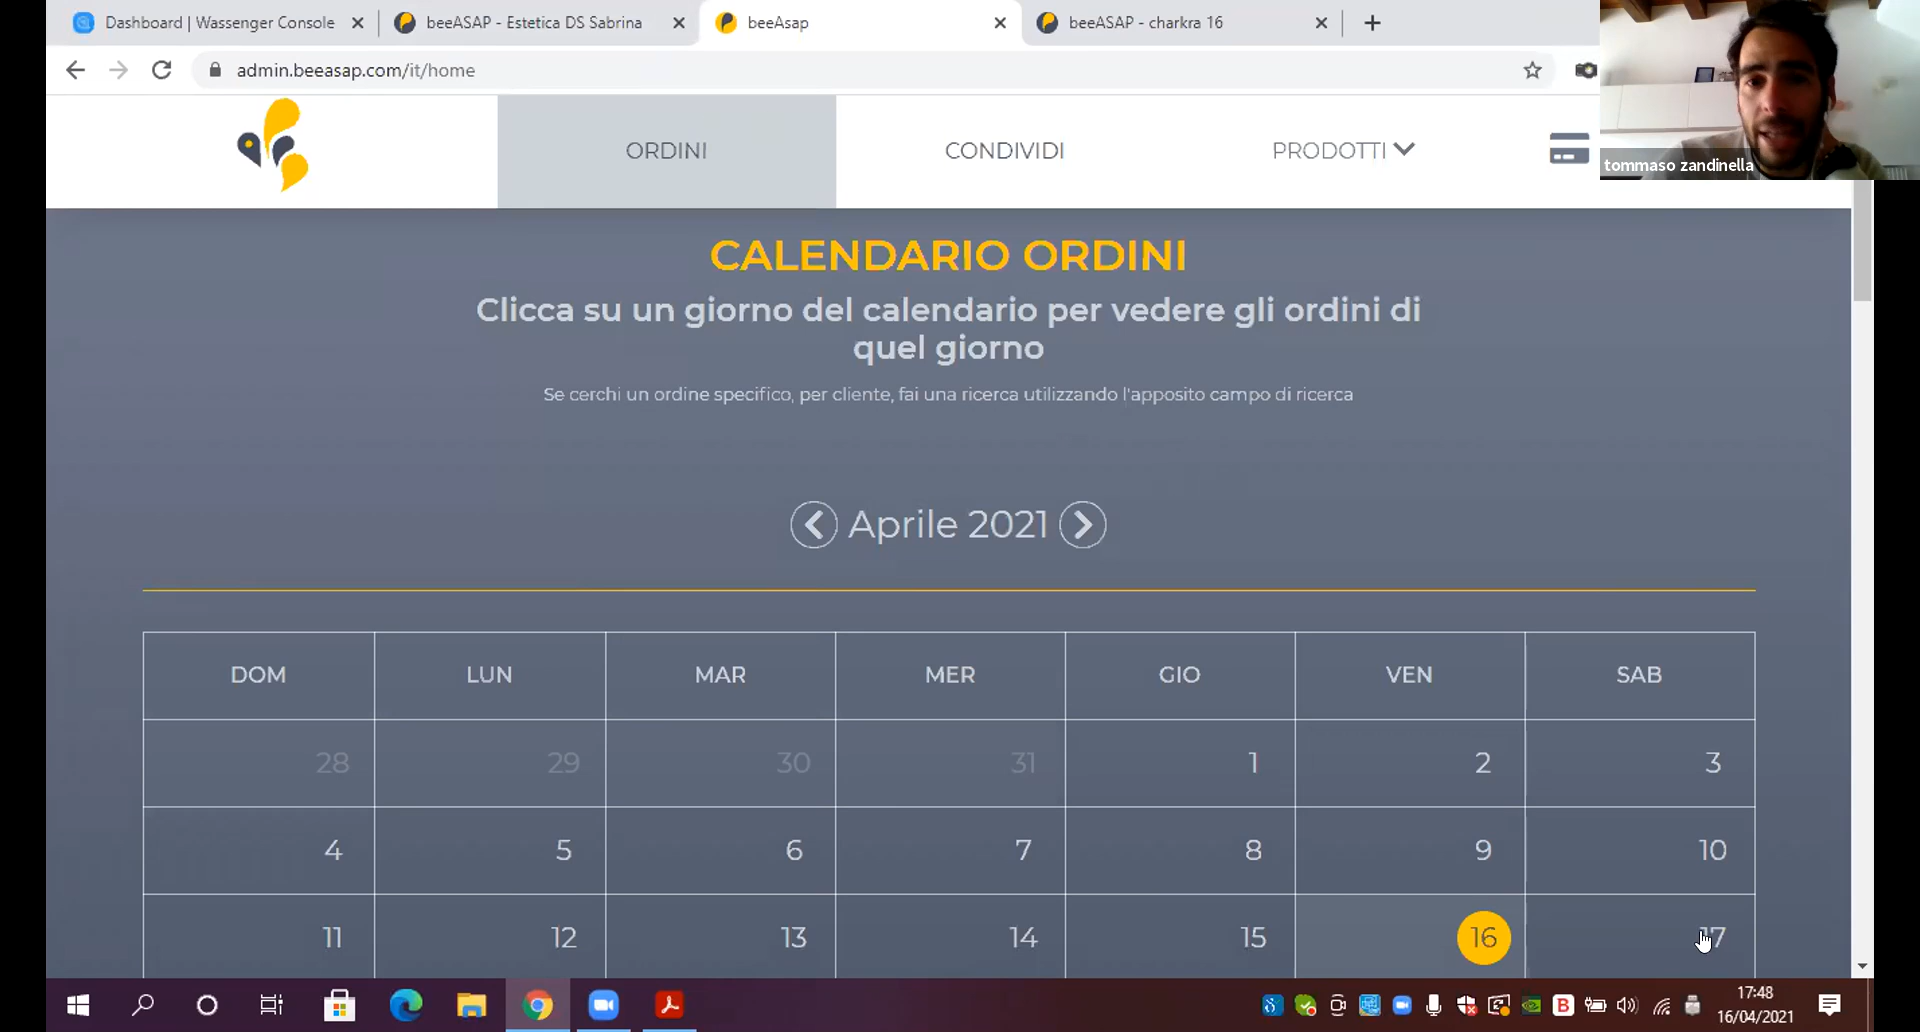 Dashboard | Wassenger Console
beeASAP - Estetica DS Sabrina
beeAsap
beeASAP - charkra 16
admin.beeasap.com/it/home
tommaso zandinella
ORDINI
CONDIVIDI
PRODOTTI
CALENDARIO ORDINI
Clicca su un giorno del calendario per vedere gli ordini di
quel giorno
Se cerchi un ordine specifico, per cliente, fai una ricerca utilizzando l'apposito campo di ricerca
Aprile 2021
DOM LUN MAR MER GIO VEN SAB
28 29 30 31 1 2 3
4 5 6 7 8 9 10
11 12 13 14 15 16 17
17:48
16/04/2021